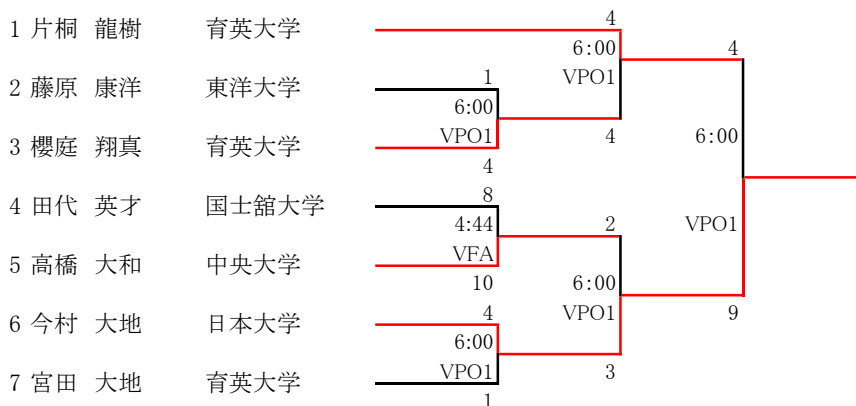 1 片桐 龍樹 育英大学
2 藤原 康洋 東洋大学
3 櫻庭 翔真 育英大学
4 田代 英才 国士舘大学
5 高橋 大和 中央大学
6 今村 大地 日本大学
7 宮田 大地 育英大学
4
6:00
VPO1
4
1
6:00
VPO1
4
8
4:44
VFA
10
2
6:00
VPO1
3
4
6:00
VPO1
1
4
6:00
VPO1
9